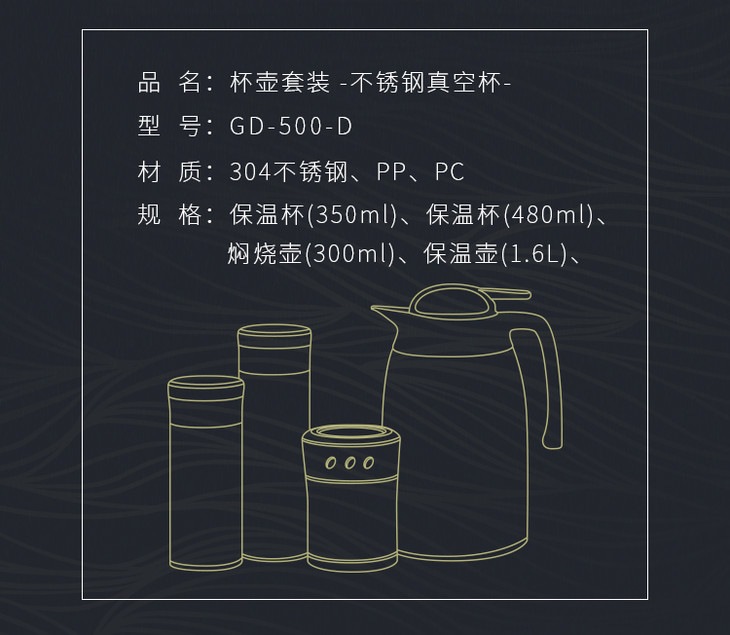 品 名：杯壶套装 -不锈钢真空杯-
型 号：GD-500-D
材 质：304不锈钢、PP、PC
规 格：保温杯(350ml)、保温杯(480ml)、
焖烧壶(300ml)、保温壶(1.6L)、